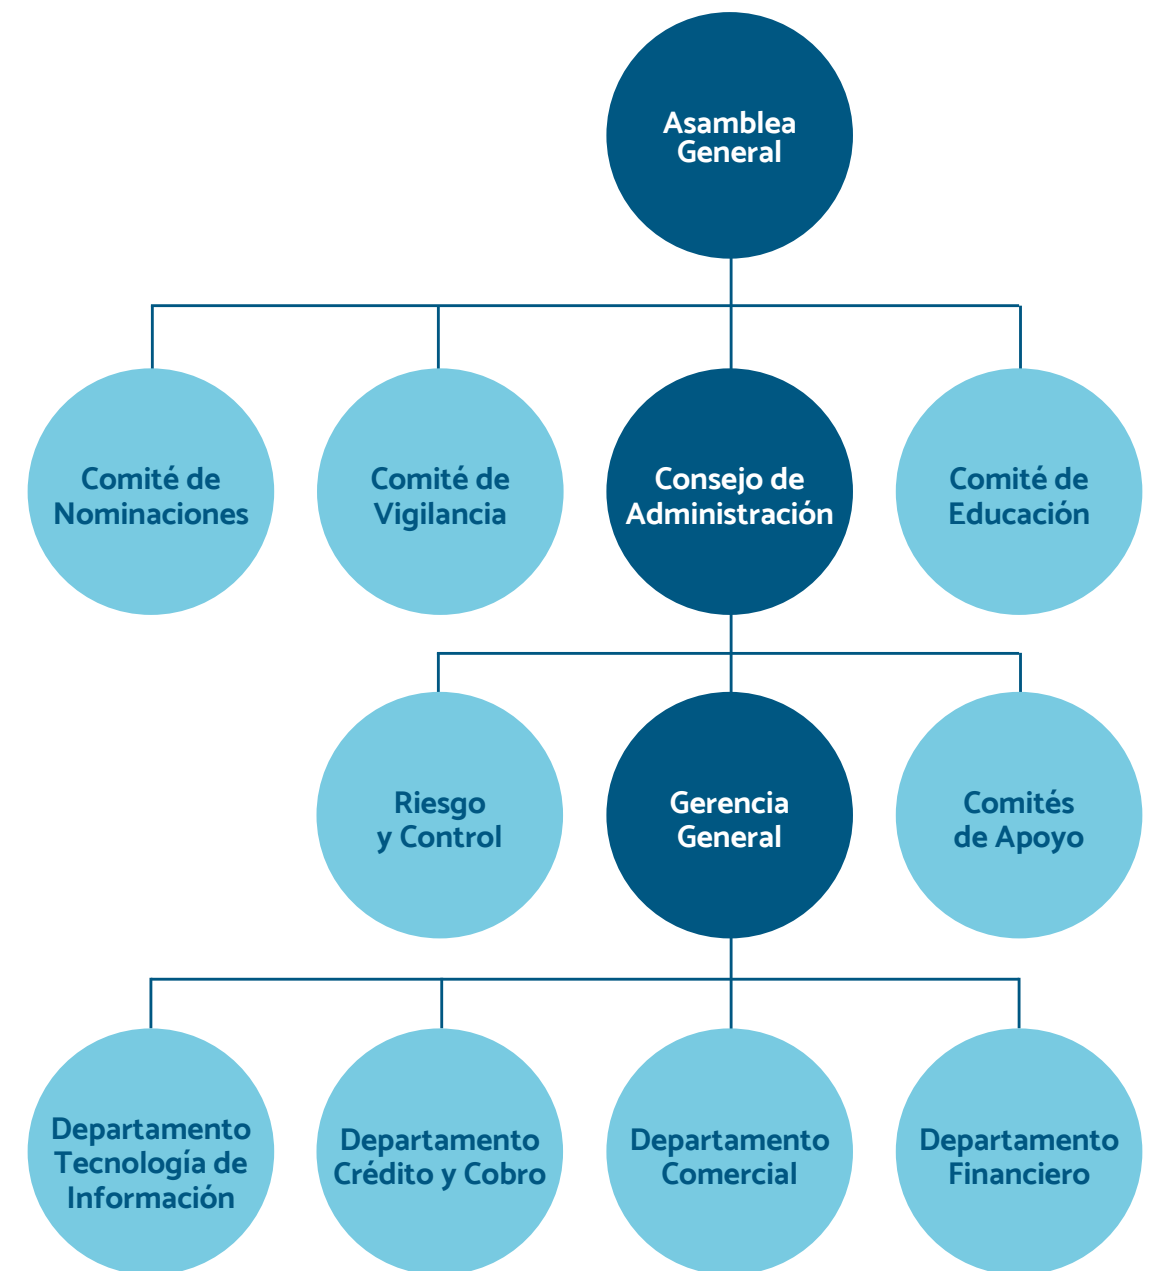 Asamblea
General
Comité de
Nominaciones
Comité de
Vigilancia
Consejo de
Administración
Comité de
Educación
Riesgo
y Control
Gerencia
General
Comités
de Apoyo
Departamento
Tecnología de
Información
Departamento
Crédito y Cobro
Departamento
Comercial
Departamento
Financiero